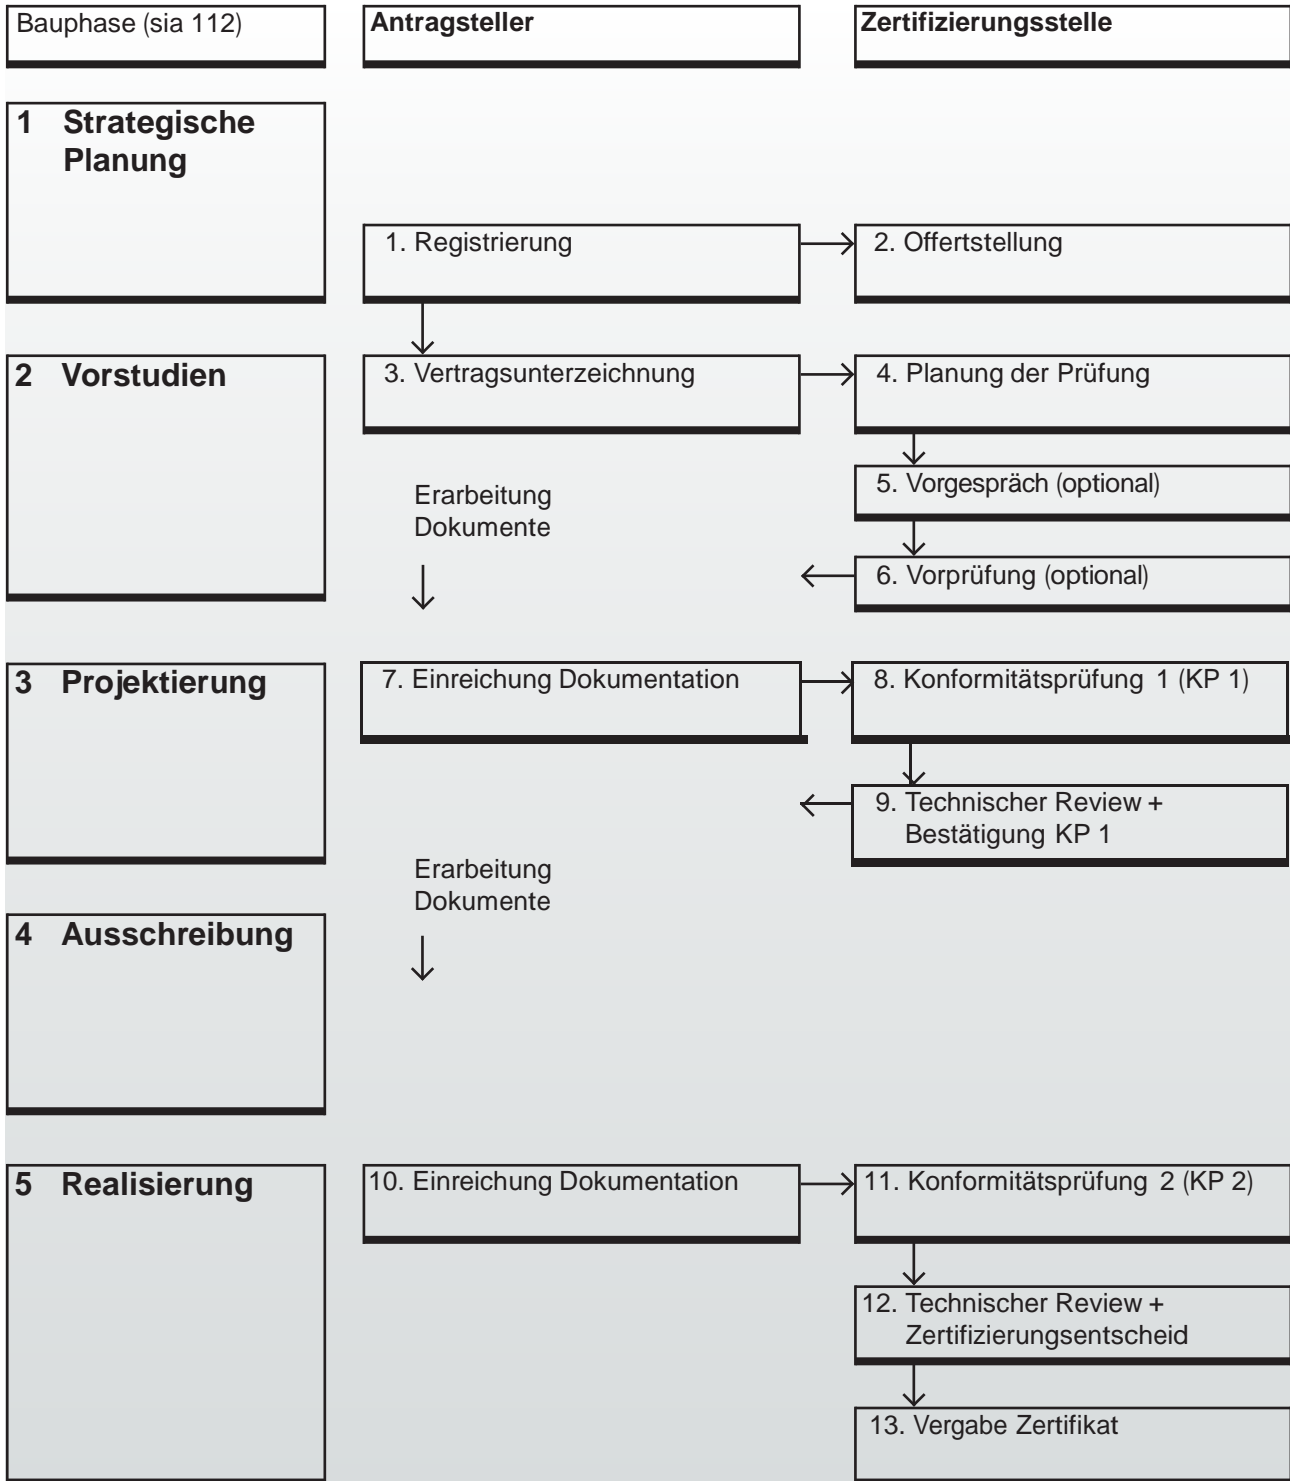 Bauphase (sia 112)
Antragsteller
Zertifizierungsstelle
1 Strategische
Planung
1. Registrierung
2. Offertstellung
2 Vorstudien
3. Vertragsunterzeichnung
4. Planung der Prüfung
5. Vorgespräch (optional)
Erarbeitung
Dokumente
6. Vorprüfung (optional)
3 Projektierung
7. Einreichung Dokumentation
8. Konformitätsprüfung 1 (KP 1)
9. Technischer Review +
Bestätigung KP 1
Erarbeitung
Dokumente
4 Ausschreibung
5 Realisierung
10. Einreichung Dokumentation
11. Konformitätsprüfung 2 (KP 2)
12. Technischer Review +
Zertifizierungsentscheid
13. Vergabe Zertifikat